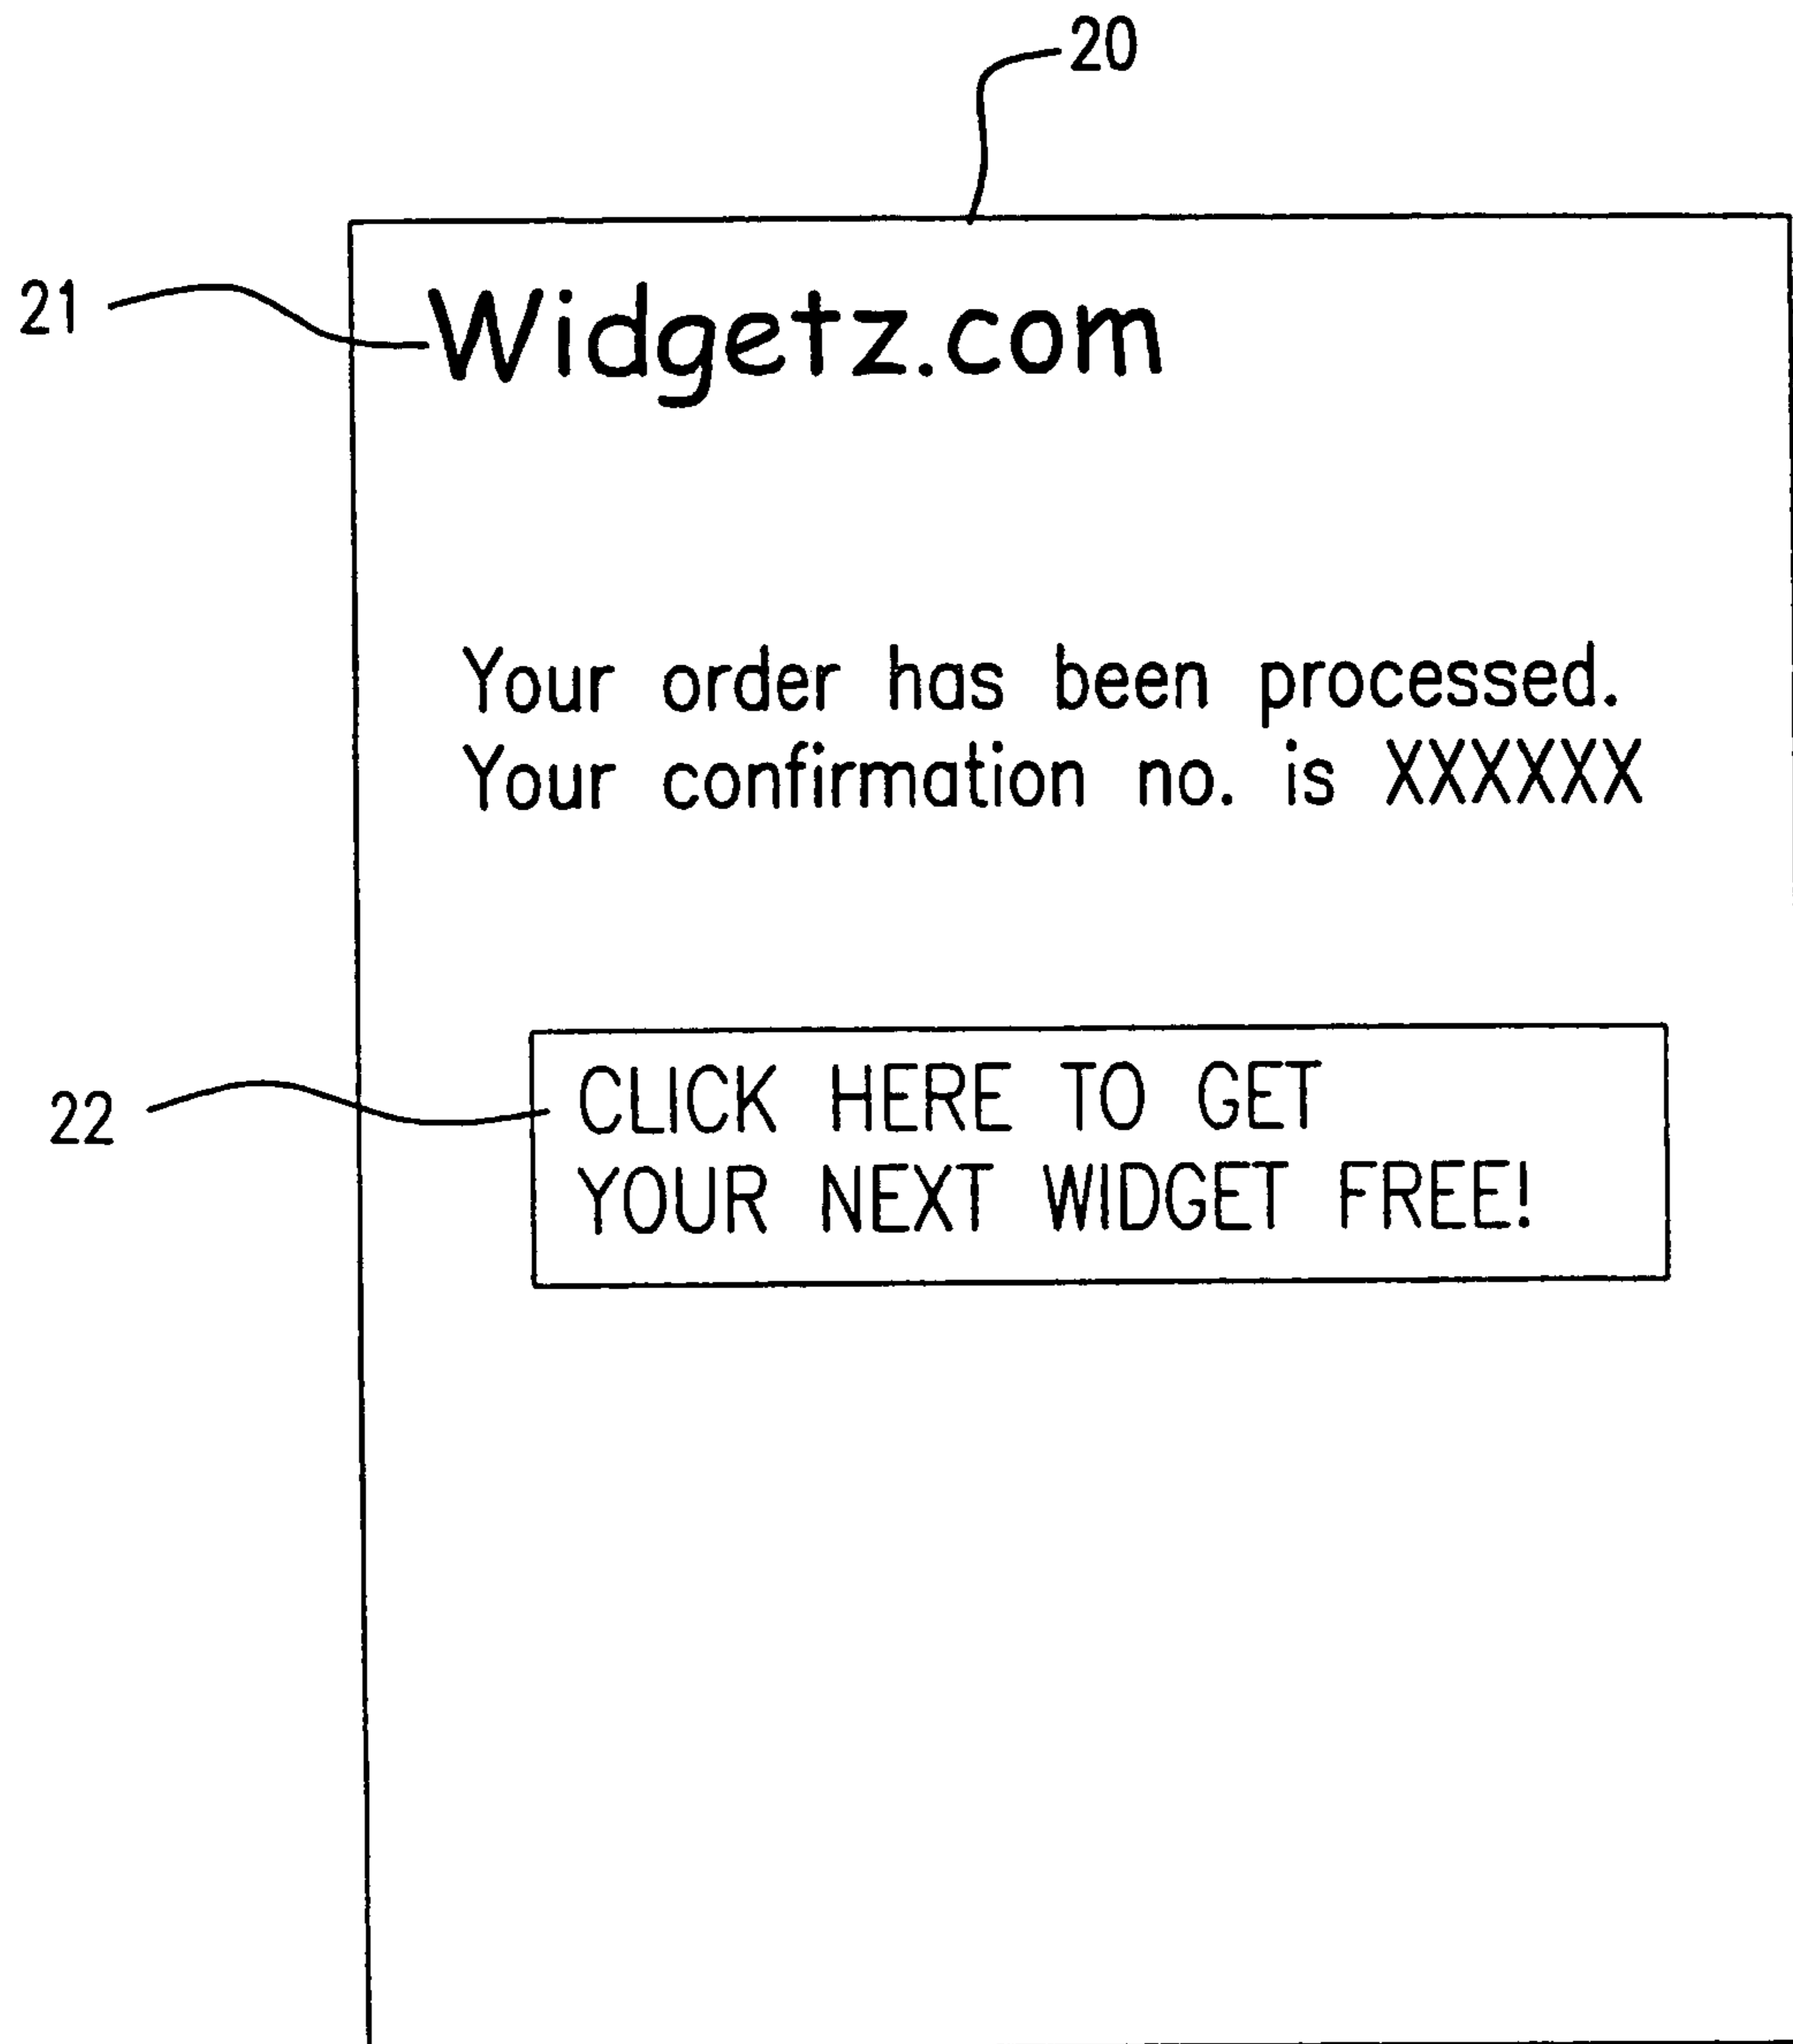 20
21
Widgetz.com
Your order has been processed.
Your confirmation no. is XXXXXX
22
CLICK HERE TO GET
YOUR NEXT WIDGET FREE!